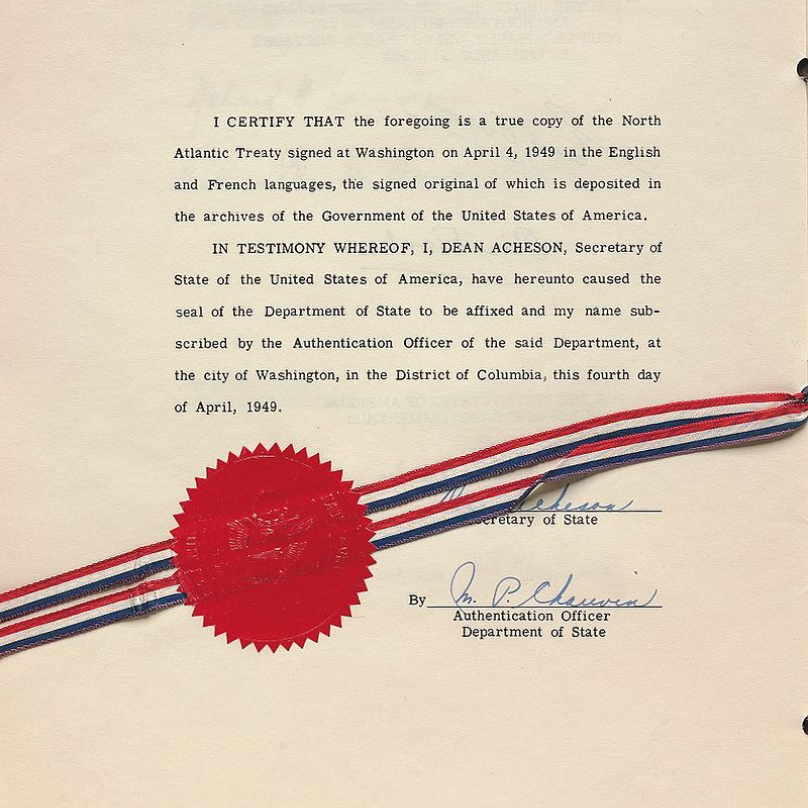 I CERTIFY THAT the foregoing is a true copy of the North
Atlantic Treaty signed at Washington on April 4, 1949 in the English
and French languages, the signed original of which is deposited in
the archives of the Government of the United States of America.
IN TESTIMONY WHEREOF, I, DEAN ACHESON, Secretary of
State of the United States of America, have hereunto caused the
seal of the Department of State to be affixed and my name sub-
scribed by the Authentication Officer of the said Department, at
the city of Washington, in the District of Columbia, this fourth day
of April, 1949.
Acheson
Secretary of State
By M. P. Chauvin
Authentication Officer
Department of State